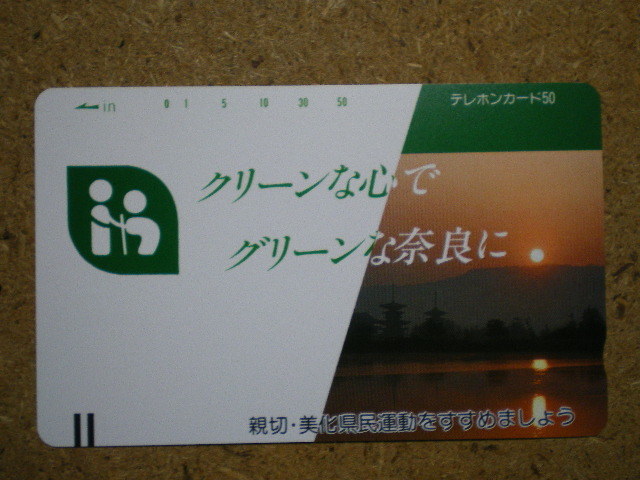 in 0 1 5 10 30 50 テレホンカード50
クリーンな心で
グリーンな奈良に
親切・美化県民運動をすすめましょう